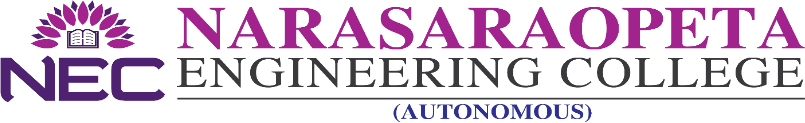 NEC
NARASARAOPETA
ENGINEERING COLLEGE
(AUTONOMOUS)